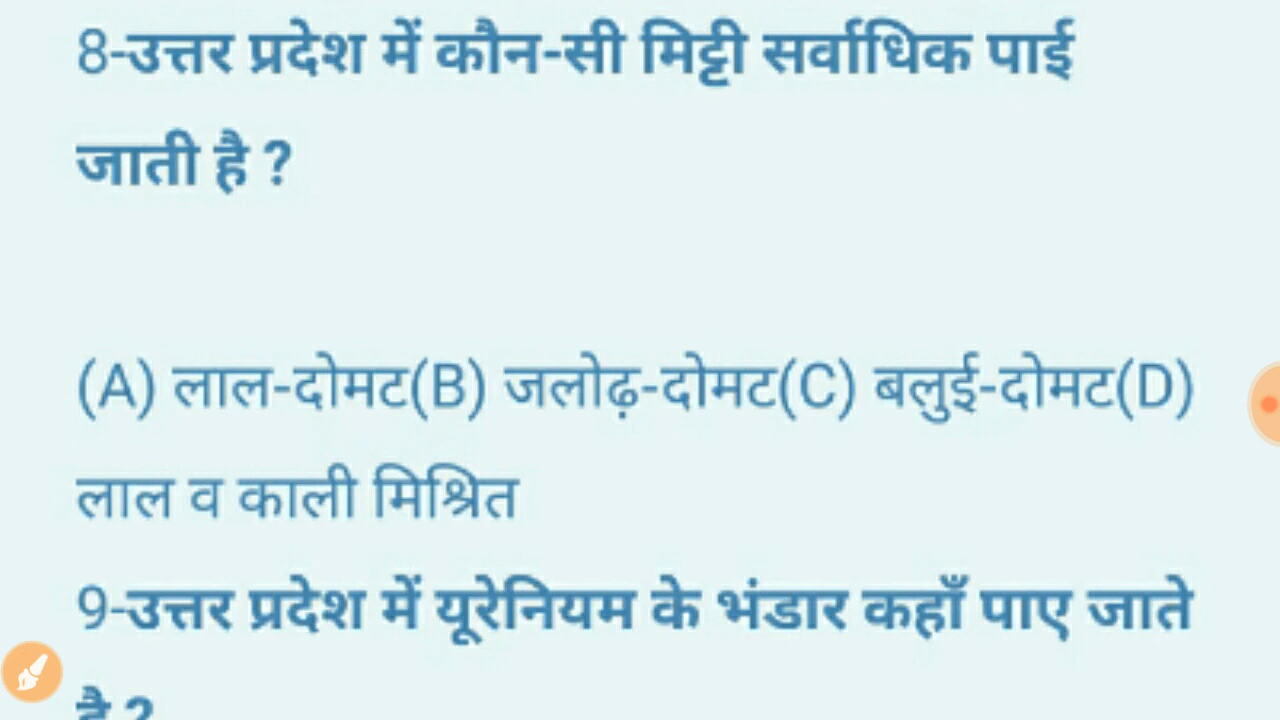 8-उत्तर प्रदेश में कौन-सी मिट्टी सर्वाधिक पाई
जाती है ?
(A) लाल-दोमट(B) जलोढ़-दोमट(C) बलुई-दोमट(D)
लाल व काली मिश्रित
9-उत्तर प्रदेश में यूरेनियम के भंडार कहाँ पाए जाते
है ?